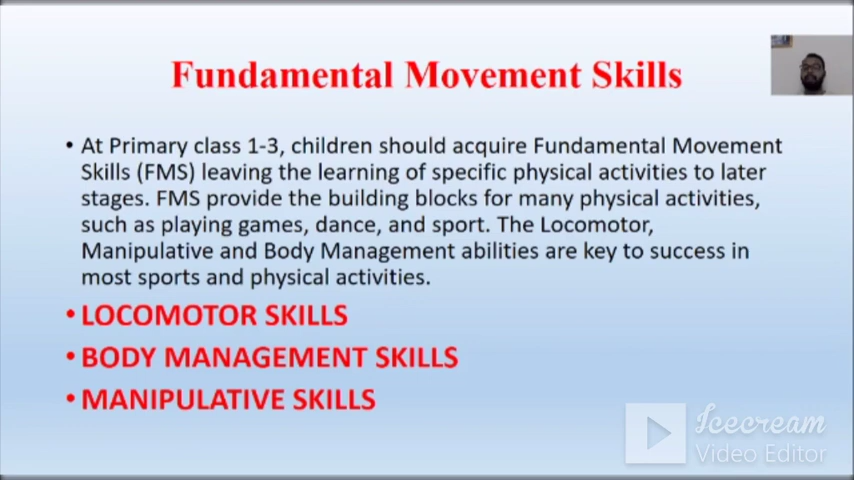 Fundamental Movement Skills
• At Primary class 1-3, children should acquire Fundamental Movement
Skills (FMS) leaving the learning of specific physical activities to later
stages. FMS provide the building blocks for many physical activities,
such as playing games, dance, and sport. The Locomotor,
Manipulative and Body Management abilities are key to success in
most sports and physical activities.
• LOCOMOTOR SKILLS
• BODY MANAGEMENT SKILLS
• MANIPULATIVE SKILLS
Icecream
Video Editor